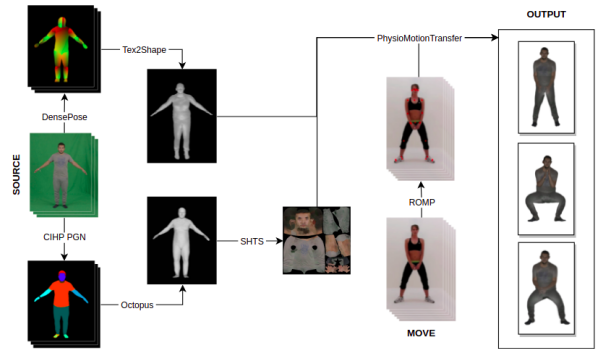 OUTPUT
Tex2Shape
PhysioMotionTransfer
DensePose
SOURCE
ROMP
CIHP PGN
SHTS
Octopus
MOVE